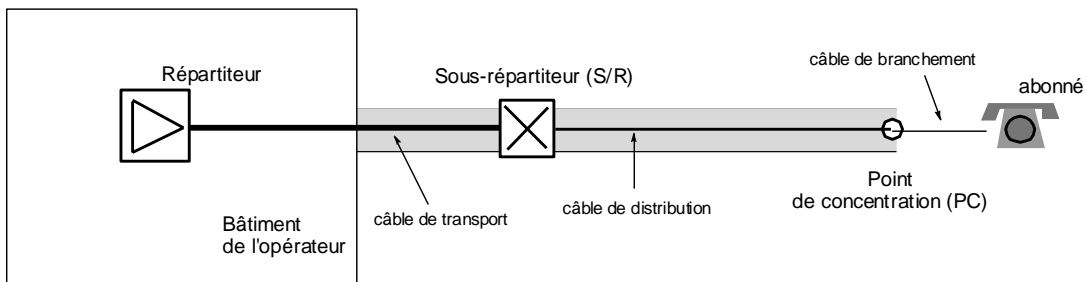 Répartiteur
Sous-répartiteur (S/R)
câble de branchement
abonné
câble de transport
câble de distribution
Point
de concentration (PC)
Bâtiment
de l'opérateur